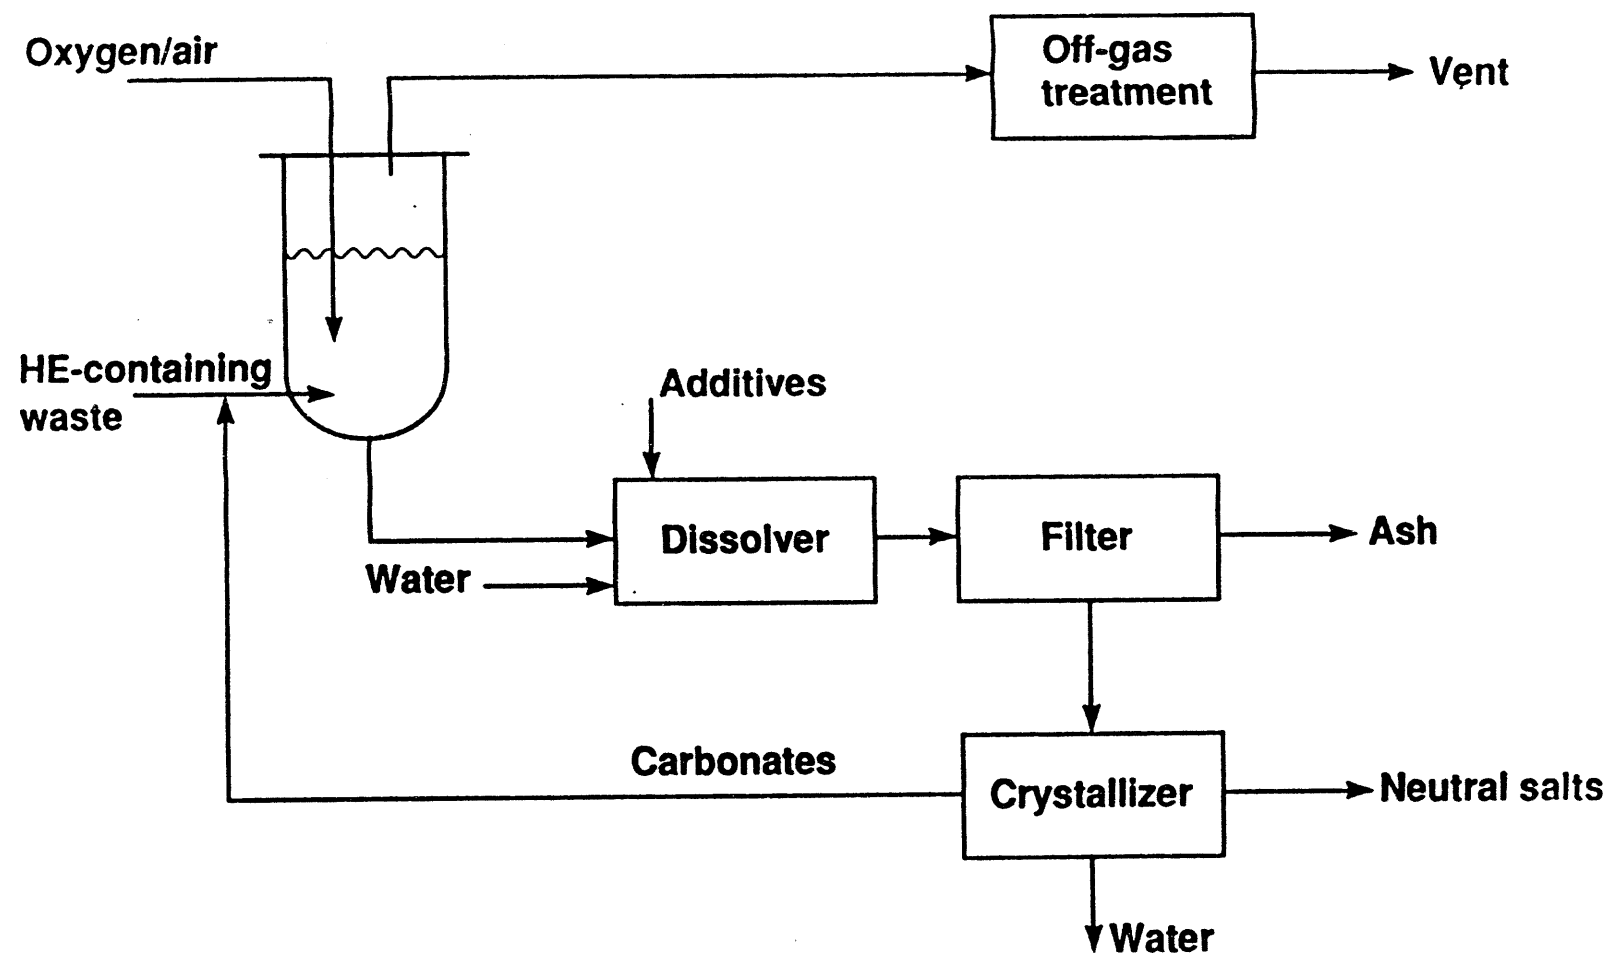 Oxygen/air
Off-gas
treatment
Vent
HE-containing
waste
Additives
Dissolver
Filter
Ash
Water
Carbonates
Crystallizer
Neutral salts
Water